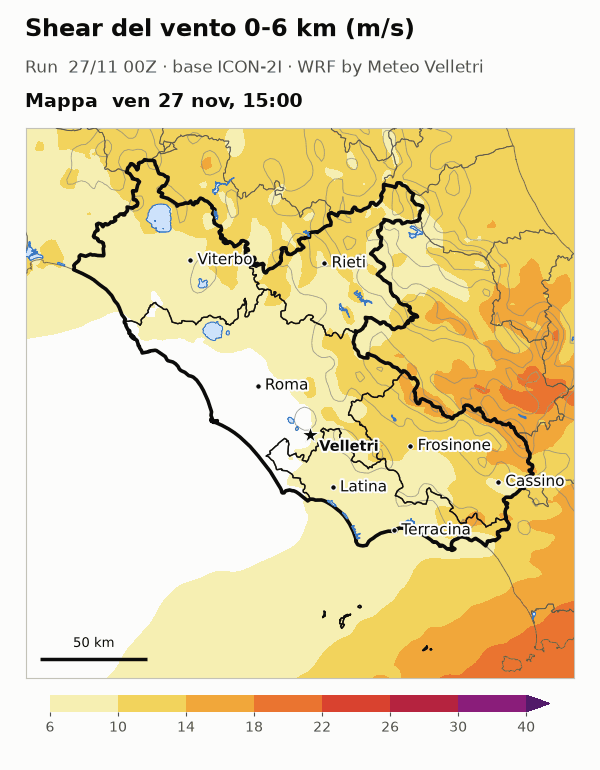 Shear del vento 0-6 km (m/s)
Run  27/11 00Z · base ICON-2I · WRF by Meteo Velletri
Mappa  ven 27 nov, 15:00
Viterbo
Rieti
Roma
Velletri
Frosinone
Latina
Cassino
Terracina
50 km
6 10 14 18 22 26 30 40